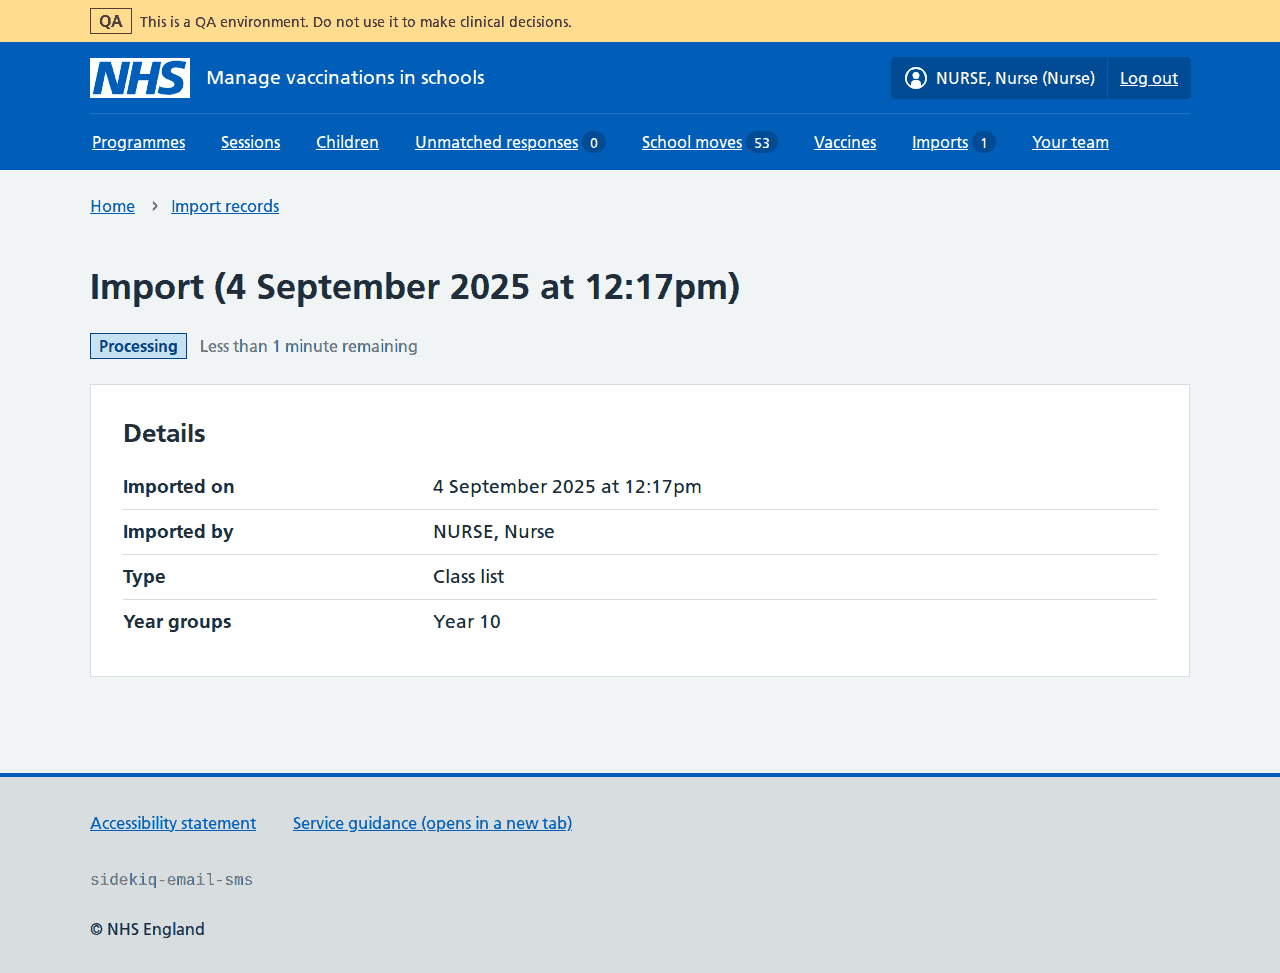 QA This is a QA environment. Do not use it to make clinical decisions.
NHS Manage vaccinations in schools NURSE, Nurse (Nurse) Log out
Programmes Sessions Children Unmatched responses 0 School moves 53 Vaccines Imports 1 Your team
Home › Import records
Import (4 September 2025 at 12:17pm)
Processing Less than 1 minute remaining
Details
Imported on 4 September 2025 at 12:17pm
Imported by NURSE, Nurse
Type Class list
Year groups Year 10
Accessibility statement Service guidance (opens in a new tab)
sidekiq-email-sms
© NHS England